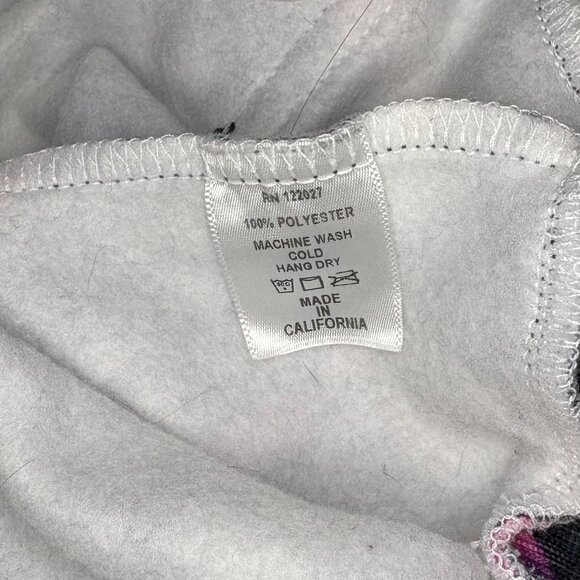 RN 122027
100% POLYESTER
MACHINE WASH
COLD
HANG DRY
MADE
IN
CALIFORNIA